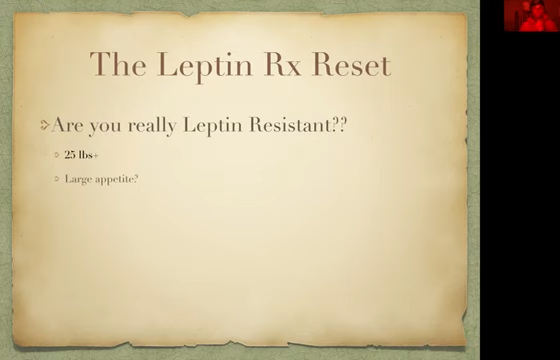 The Leptin Rx Reset
Are you really Leptin Resistant??
25 lbs+
Large appetite?